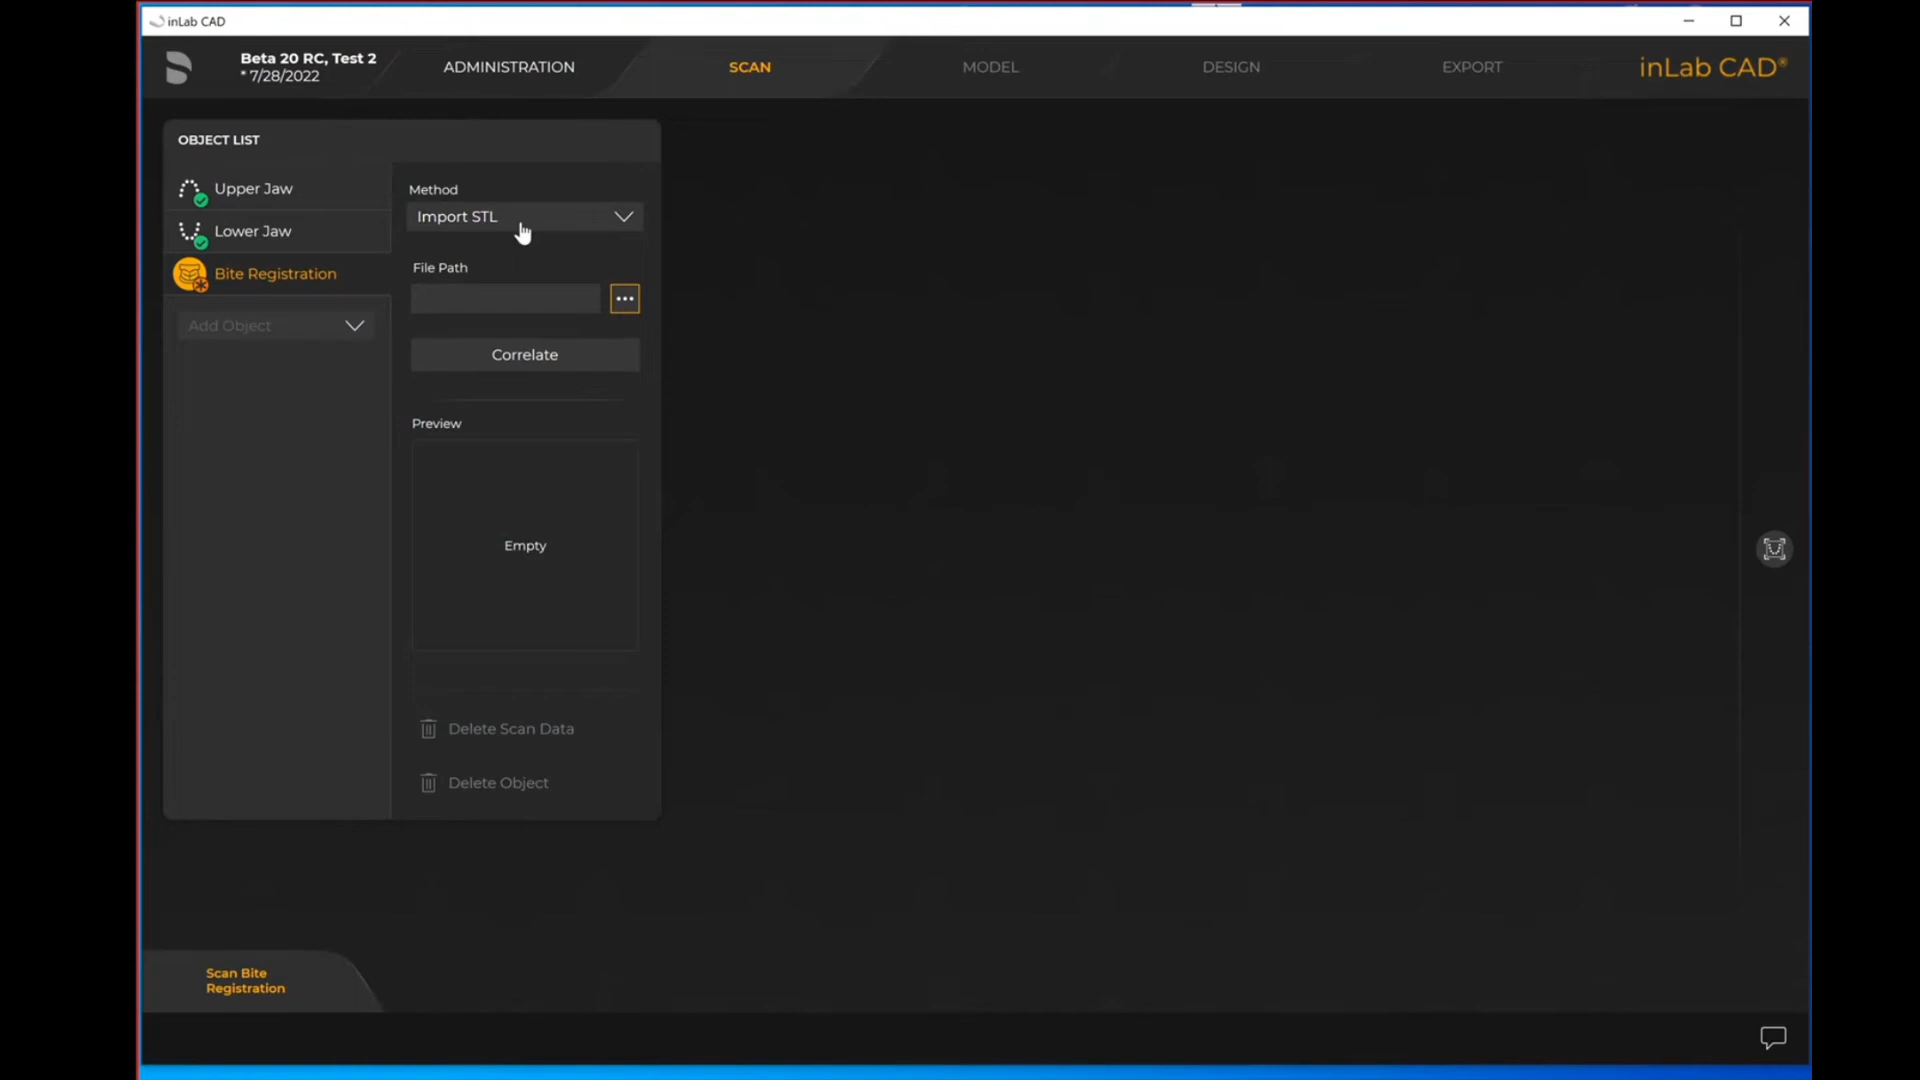 inLab CAD
Beta 20 RC, Test 2
* 7/28/2022
ADMINISTRATION
SCAN
MODEL
DESIGN
EXPORT
inLab CAD®
OBJECT LIST
Upper Jaw
Lower Jaw
Bite Registration
Add Object
Method
Import STL
File Path
...
Correlate
Preview
Empty
Delete Scan Data
Delete Object
Scan Bite
Registration